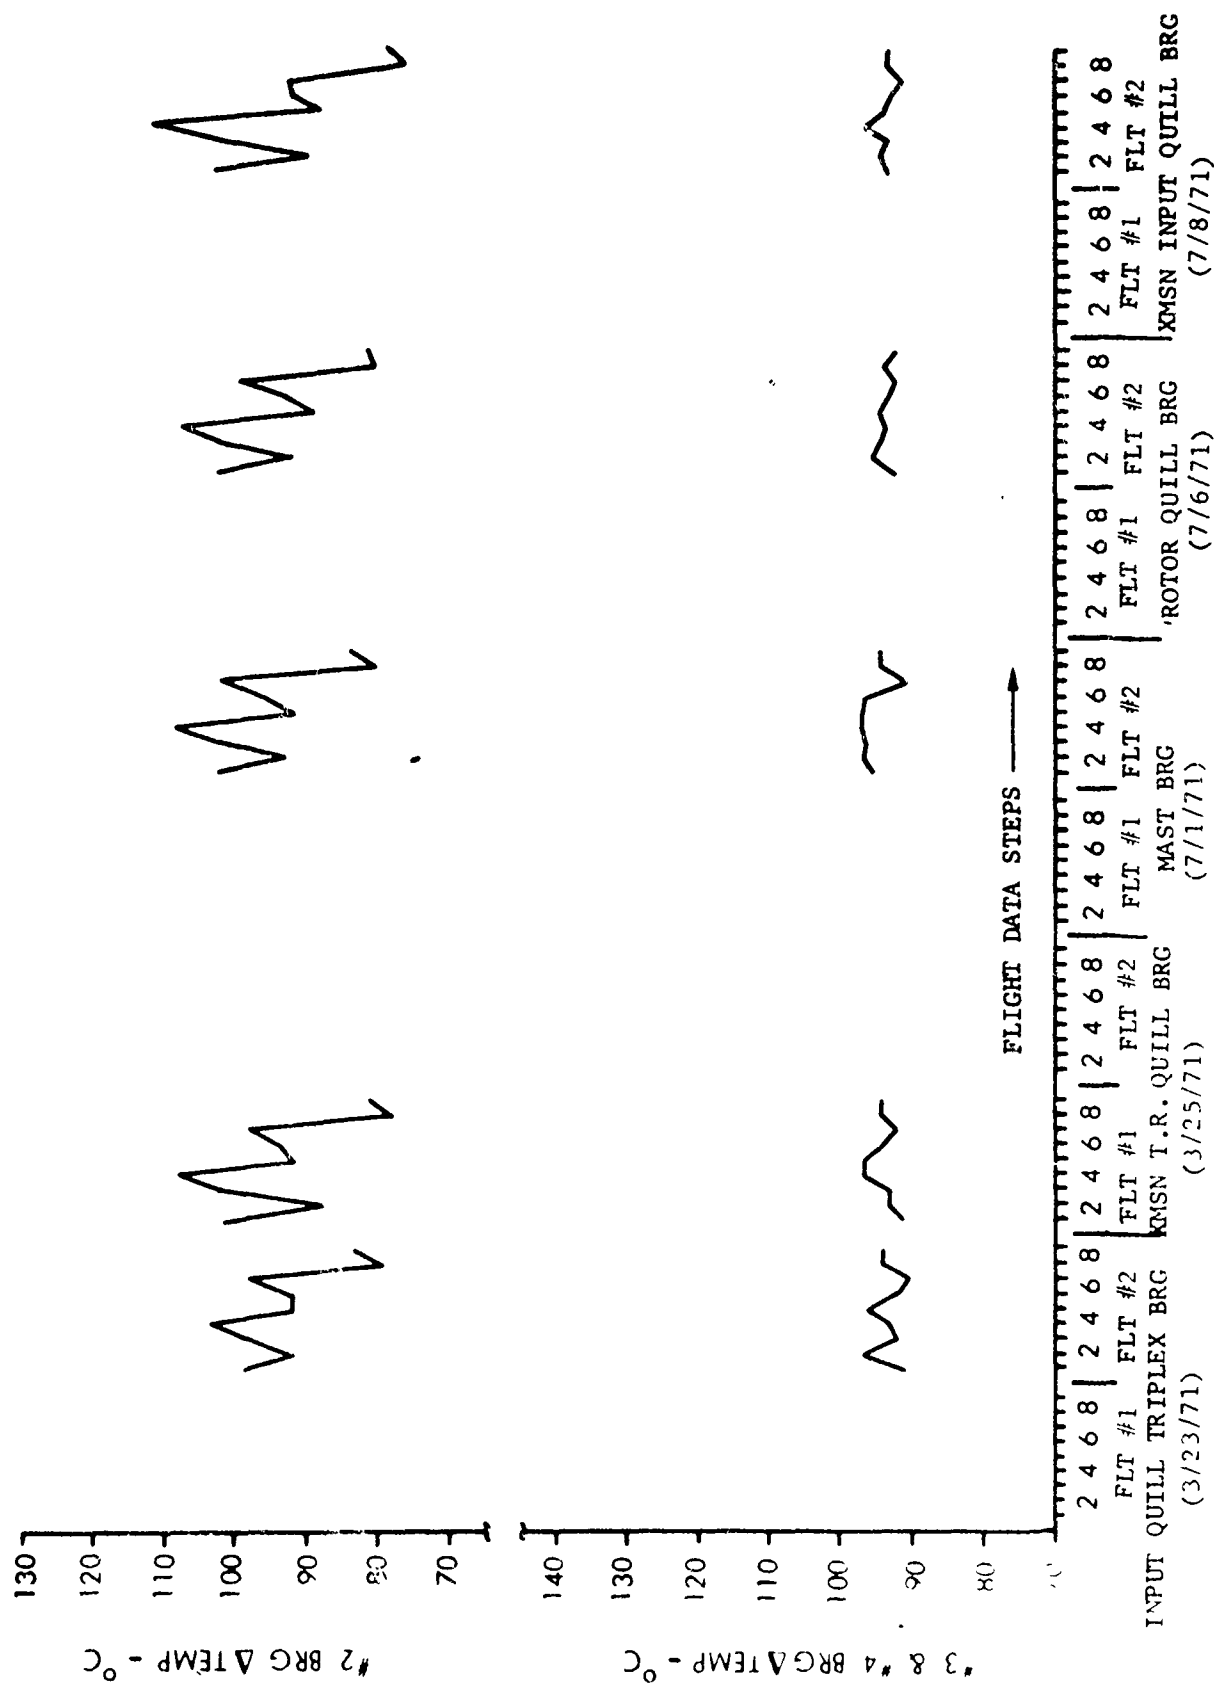 #2 BRG Δ TEMP - °C
130
120
110
100
90
80
70
#3 & #4 BRG Δ TEMP - °C
140
130
120
110
100
90
80
FLIGHT DATA STEPS
2 4 6 8 2 4 6 8 2 4 6 8 2 4 6 8 2 4 6 8 2 4 6 8 2 4 6 8 2 4 6 8 2 4 6 8 2 4 6 8
FLT #1 FLT #2 FLT #1 FLT #2 FLT #1 FLT #2 FLT #1 FLT #2 FLT #1 FLT #2
INPUT QUILL TRIPLEX BRG
(3/23/71)
XMSN T.R. QUILL BRG
(3/25/71)
MAST BRG
(7/1/71)
ROTOR QUILL BRG
(7/6/71)
XMSN INPUT QUILL BRG
(7/8/71)